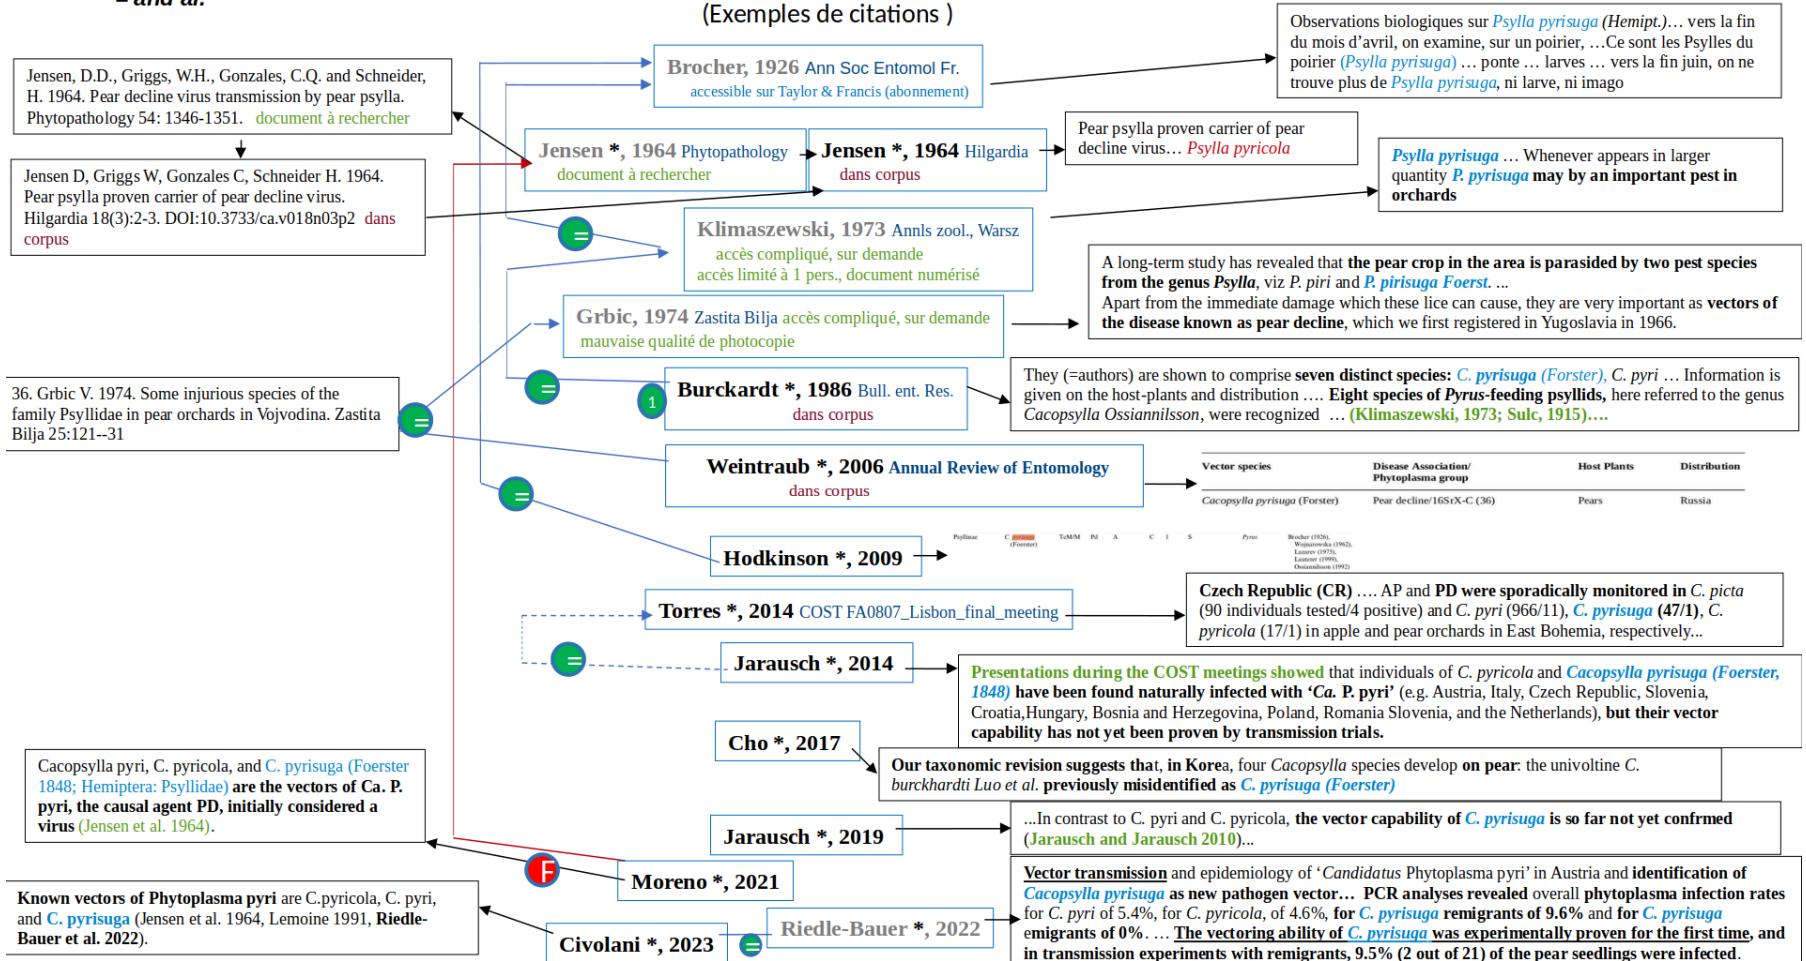 = and al.
(Exemples de citations )
Observations biologiques sur Psylla pyrisuga (Hemipt.)… vers la fin
du mois d’avril, on examine, sur un poirier, …Ce sont les Psylles du
poirier (Psylla pyrisuga) … ponte … larves … vers la fin juin, on ne
trouve plus de Psylla pyrisuga, ni larve, ni imago
Brocher, 1926 Ann Soc Entomol Fr.
accessible sur Taylor & Francis (abonnement)
Jensen, D.D., Griggs, W.H., Gonzales, C.Q. and Schneider,
H. 1964. Pear decline virus transmission by pear psylla.
Phytopathology 54: 1346-1351. document à rechercher
Jensen *, 1964 Phytopathology
document à rechercher
Jensen *, 1964 Hilgardia
dans corpus
Pear psylla proven carrier of pear
decline virus… Psylla pyricola
Psylla pyrisuga … Whenever appears in larger
quantity P. pyrisuga may by an important pest in
orchards
Jensen D, Griggs W, Gonzales C, Schneider H. 1964.
Pear psylla proven carrier of pear decline virus.
Hilgardia 18(3):2-3. DOI:10.3733/ca.v018n03p2 dans
corpus
=
Klimaszewski, 1973 Annls zool., Warsz
accès compliqué, sur demande
accès limité à 1 pers., document numérisé
A long-term study has revealed that the pear crop in the area is parasided by two pest species
from the genus Psylla, viz P. piri and P. pirisuga Foerst. ...
Apart from the immediate damage which these lice can cause, they are very important as vectors of
the disease known as pear decline, which we first registered in Yugoslavia in 1966.
Grbic, 1974 Zastita Bilja accès compliqué, sur demande
mauvaise qualité de photocopie
36. Grbic V. 1974. Some injurious species of the
family Psyllidae in pear orchards in Vojvodina. Zastita
Bilja 25:121--31
=
=
1
Burckardt *, 1986 Bull. ent. Res.
dans corpus
They (=authors) are shown to comprise seven distinct species: C. pyrisuga (Forster), C. pyri … Information is
given on the host-plants and distribution …. Eight species of Pyrus-feeding psyllids, here referred to the genus
Cacopsylla Ossiannilsson, were recognized … (Klimaszewski, 1973; Sulc, 1915)….
Weintraub *, 2006 Annual Review of Entomology
dans corpus
Vector species Disease Association/ Host Plants Distribution
Phytoplasma group
Cacopsylla pyrisuga (Forster) Pear decline/16SrX-C (36) Pears Russia
=
Hodkinson *, 2009
Psyllinae C. pyrisuga TeM/M Pd A C 1 S Pyrus Brocher (1926),
(Foerster) Wojnarowska (1962),
Lazarev (1975),
Lauterer (1999),
Ossiannilsson (1992)
Torres *, 2014 COST FA0807_Lisbon_final_meeting
Czech Republic (CR) …. AP and PD were sporadically monitored in C. picta
(90 individuals tested/4 positive) and C. pyri (966/11), C. pyrisuga (47/1), C.
pyricola (17/1) in apple and pear orchards in East Bohemia, respectively...
=
Jarausch *, 2014
Presentations during the COST meetings showed that individuals of C. pyricola and Cacopsylla pyrisuga (Foerster,
1848) have been found naturally infected with ‘Ca. P. pyri’ (e.g. Austria, Italy, Czech Republic, Slovenia,
Croatia,Hungary, Bosnia and Herzegovina, Poland, Romania Slovenia, and the Netherlands), but their vector
capability has not yet been proven by transmission trials.
Cho *, 2017
Our taxonomic revision suggests that, in Korea, four Cacopsylla species develop on pear: the univoltine C.
burckhardti Luo et al. previously misidentified as C. pyrisuga (Foerster)
Cacopsylla pyri, C. pyricola, and C. pyrisuga (Foerster
1848; Hemiptera: Psyllidae) are the vectors of Ca. P.
pyri, the causal agent PD, initially considered a
virus (Jensen et al. 1964).
Jarausch *, 2019
...In contrast to C. pyri and C. pyricola, the vector capability of C. pyrisuga is so far not yet confrmed
(Jarausch and Jarausch 2010)...
F
Moreno *, 2021
Known vectors of Phytoplasma pyri are C.pyricola, C. pyri,
and C. pyrisuga (Jensen et al. 1964, Lemoine 1991, Riedle-
Bauer et al. 2022).
Civolani *, 2023
=
Riedle-Bauer *, 2022
Vector transmission and epidemiology of ‘Candidatus Phytoplasma pyri’ in Austria and identification of
Cacopsylla pyrisuga as new pathogen vector… PCR analyses revealed overall phytoplasma infection rates
for C. pyri of 5.4%, for C. pyricola, of 4.6%, for C. pyrisuga remigrants of 9.6% and for C. pyrisuga
emigrants of 0%. … The vectoring ability of C. pyrisuga was experimentally proven for the first time, and
in transmission experiments with remigrants, 9.5% (2 out of 21) of the pear seedlings were infected.